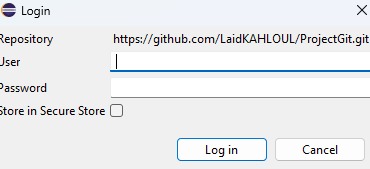 Login
Repository https://github.com/LaidKAHLOUL/ProjectGit.git
User
Password
Store in Secure Store
Log in Cancel